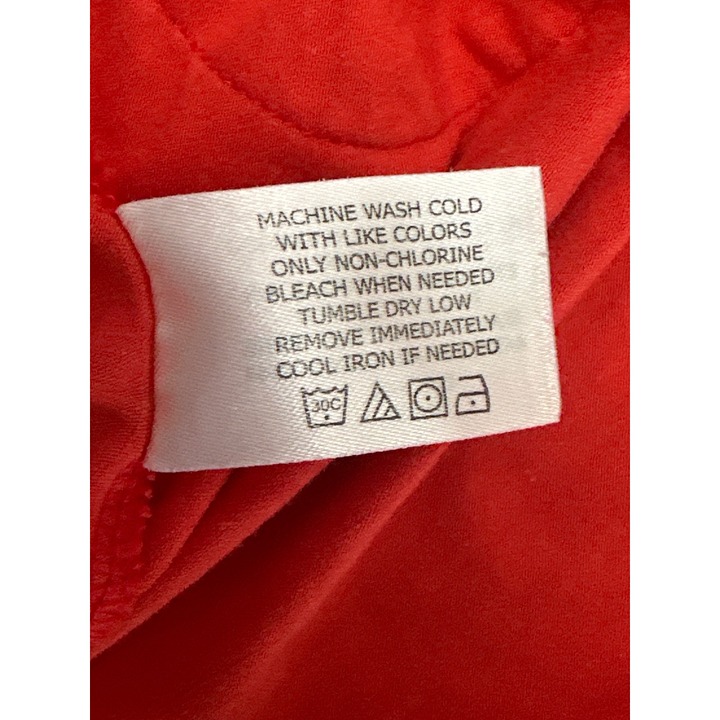 MACHINE WASH COLD
WITH LIKE COLORS
ONLY NON-CHLORINE
BLEACH WHEN NEEDED
TUMBLE DRY LOW
REMOVE IMMEDIATELY
COOL IRON IF NEEDED
30C